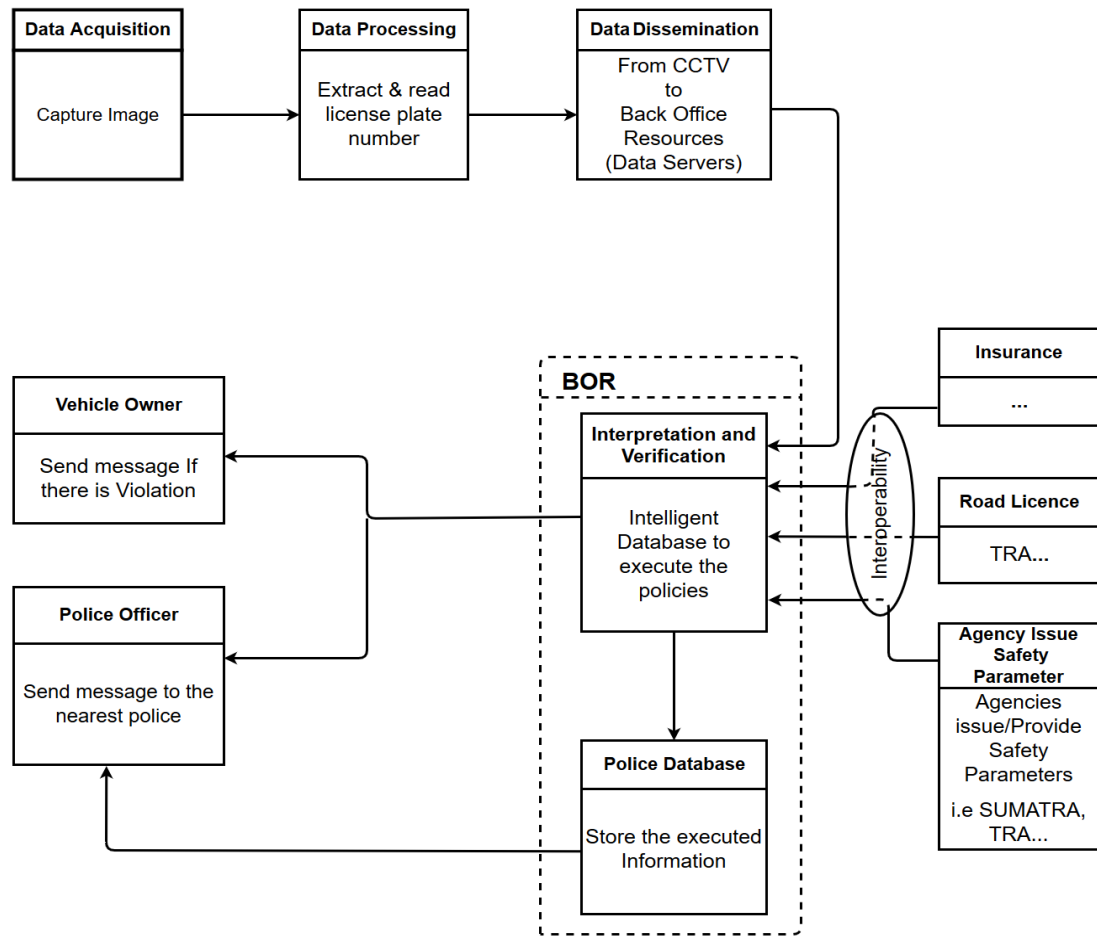 Data Acquisition
Capture Image
Data Processing
Extract & read
license plate
number
Data Dissemination
From CCTV
to
Back Office
Resources
(Data Servers)
Insurance
...
Road Licence
TRA...
Agency Issue
Safety
Parameter
Agencies
issue/Provide
Safety
Parameters
i.e SUMATRA,
TRA...
Interoperability
BOR
Interpretation and
Verification
Intelligent
Database to
execute the
policies
Police Database
Store the executed
Information
Vehicle Owner
Send message If
there is Violation
Police Officer
Send message to the
nearest police